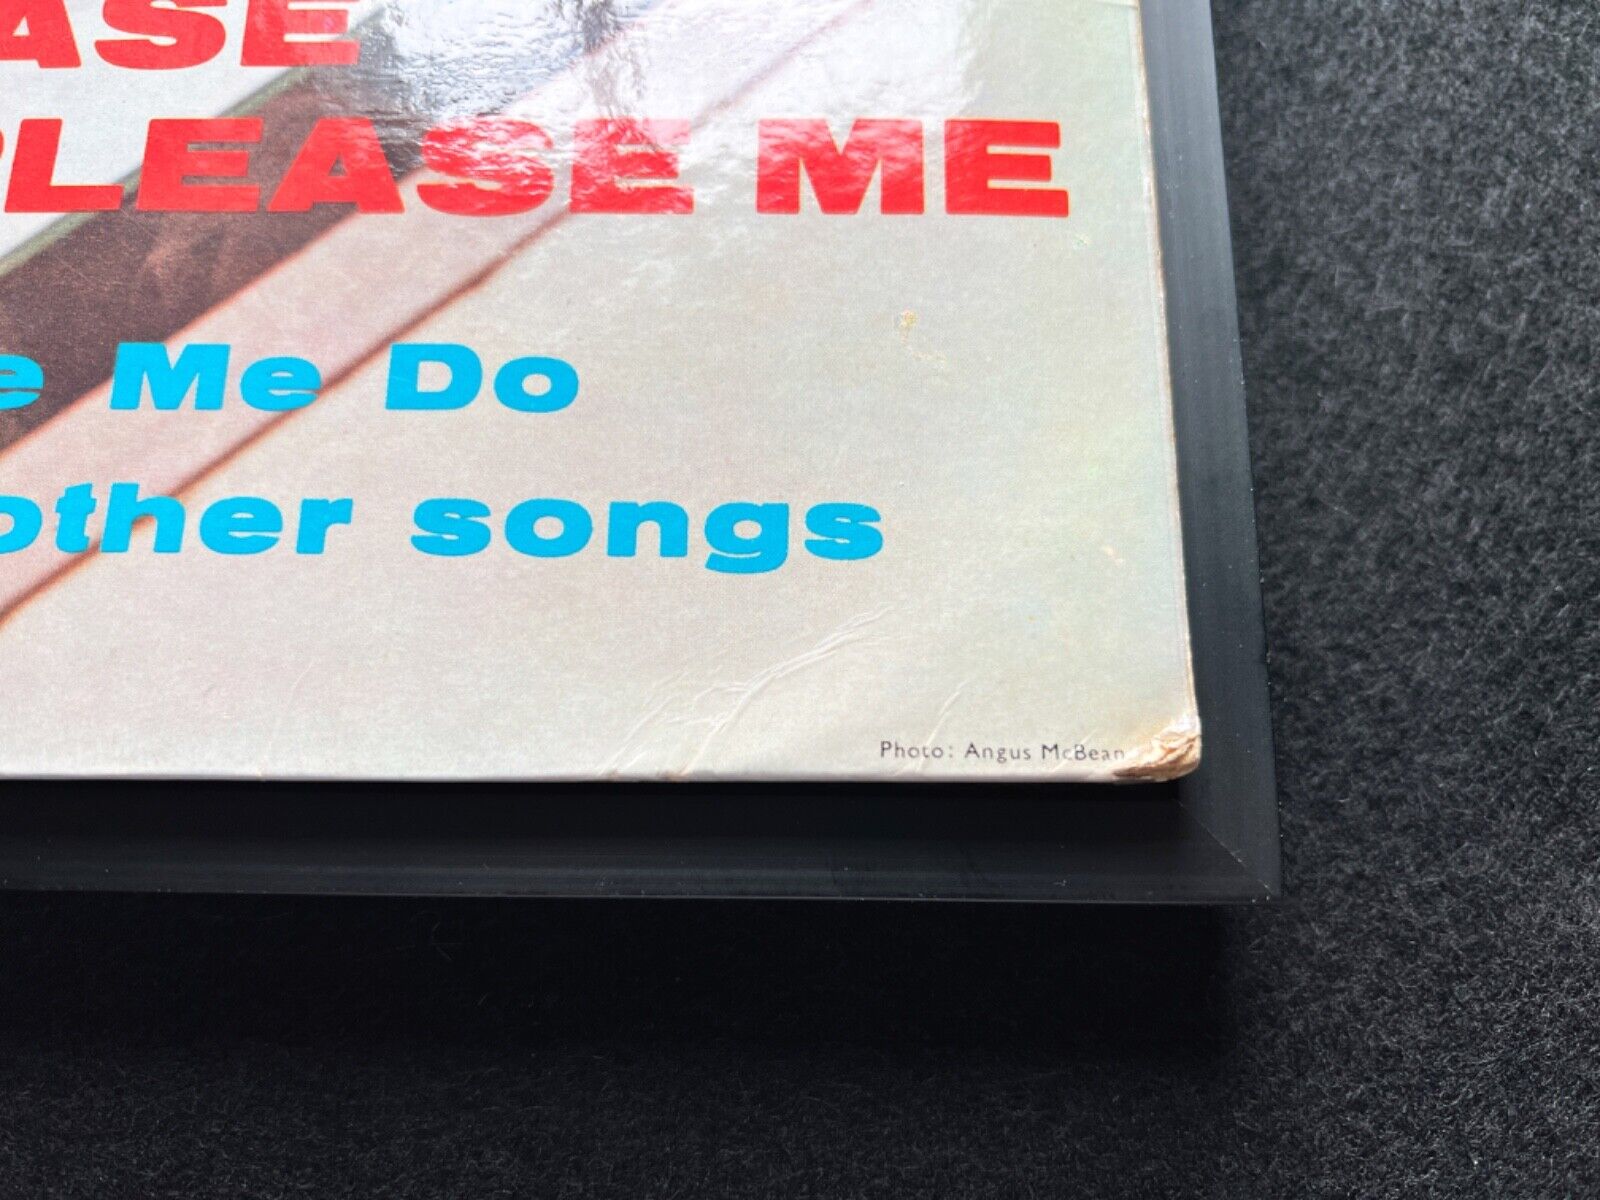 ASE
PLEASE ME
e Me Do
other songs
Photo: Angus McBean